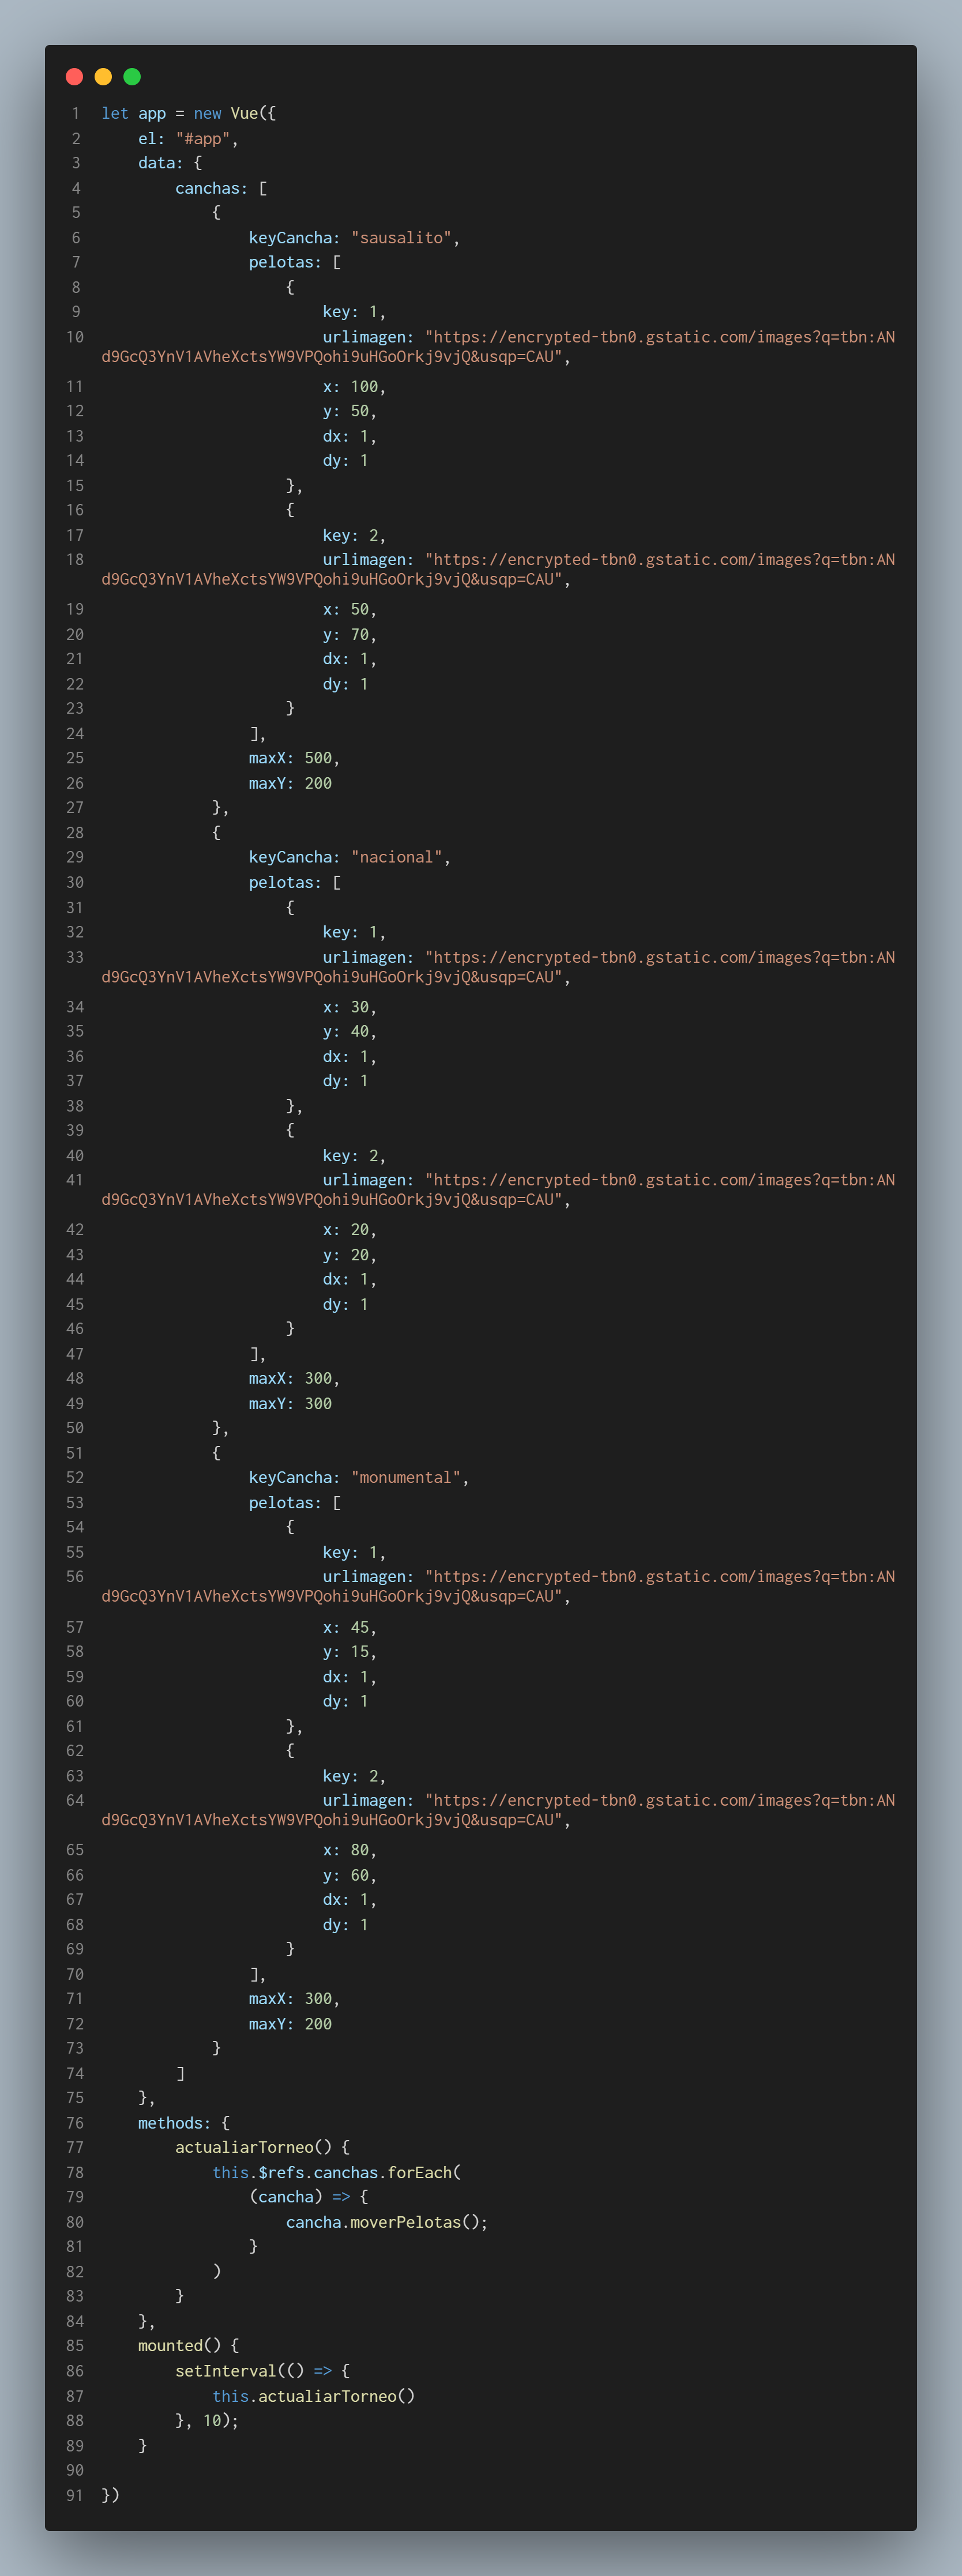 1 let app = new Vue({
2     el: "#app",
3     data: {
4         canchas: [
5             {
6                 keyCancha: "sausalito",
7                 pelotas: [
8                     {
9                         key: 1,
10                         urlimagen: "https://encrypted-tbn0.gstatic.com/images?q=tbn:AN
d9GcQ3YnV1AVheXctsYW9VPQohi9uHGoOrkj9vjQ&usqp=CAU",
11                         x: 100,
12                         y: 50,
13                         dx: 1,
14                         dy: 1
15                     },
16                     {
17                         key: 2,
18                         urlimagen: "https://encrypted-tbn0.gstatic.com/images?q=tbn:AN
d9GcQ3YnV1AVheXctsYW9VPQohi9uHGoOrkj9vjQ&usqp=CAU",
19                         x: 50,
20                         y: 70,
21                         dx: 1,
22                         dy: 1
23                     }
24                 ],
25                 maxX: 500,
26                 maxY: 200
27             },
28             {
29                 keyCancha: "nacional",
30                 pelotas: [
31                     {
32                         key: 1,
33                         urlimagen: "https://encrypted-tbn0.gstatic.com/images?q=tbn:AN
d9GcQ3YnV1AVheXctsYW9VPQohi9uHGoOrkj9vjQ&usqp=CAU",
34                         x: 30,
35                         y: 40,
36                         dx: 1,
37                         dy: 1
38                     },
39                     {
40                         key: 2,
41                         urlimagen: "https://encrypted-tbn0.gstatic.com/images?q=tbn:AN
d9GcQ3YnV1AVheXctsYW9VPQohi9uHGoOrkj9vjQ&usqp=CAU",
42                         x: 20,
43                         y: 20,
44                         dx: 1,
45                         dy: 1
46                     }
47                 ],
48                 maxX: 300,
49                 maxY: 300
50             },
51             {
52                 keyCancha: "monumental",
53                 pelotas: [
54                     {
55                         key: 1,
56                         urlimagen: "https://encrypted-tbn0.gstatic.com/images?q=tbn:AN
d9GcQ3YnV1AVheXctsYW9VPQohi9uHGoOrkj9vjQ&usqp=CAU",
57                         x: 45,
58                         y: 15,
59                         dx: 1,
60                         dy: 1
61                     },
62                     {
63                         key: 2,
64                         urlimagen: "https://encrypted-tbn0.gstatic.com/images?q=tbn:AN
d9GcQ3YnV1AVheXctsYW9VPQohi9uHGoOrkj9vjQ&usqp=CAU",
65                         x: 80,
66                         y: 60,
67                         dx: 1,
68                         dy: 1
69                     }
70                 ],
71                 maxX: 300,
72                 maxY: 200
73             }
74         ]
75     },
76     methods: {
77         actualiarTorneo() {
78             this.$refs.canchas.forEach(
79                 (cancha) => {
80                     cancha.moverPelotas();
81                 }
82             )
83         }
84     },
85     mounted() {
86         setInterval(() => {
87             this.actualiarTorneo()
88         }, 10);
89     }
90
91 })